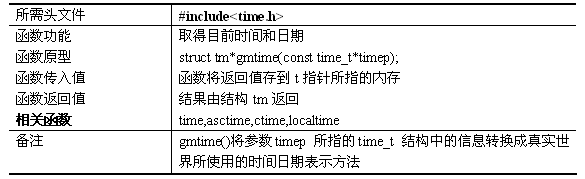 所需头文件 #include<time.h>
函数功能 取得目前时间和日期
函数原型 struct tm*gmtime(const time_t*timep);
函数传入值 函数将返回值存到 t 指针所指的内存
函数返回值 结果由结构 tm 返回
相关函数 time,asctime,ctime,localtime
备注 gmtime()将参数 timep 所指的 time_t 结构中的信息转换成真实世
界所使用的时间日期表示方法